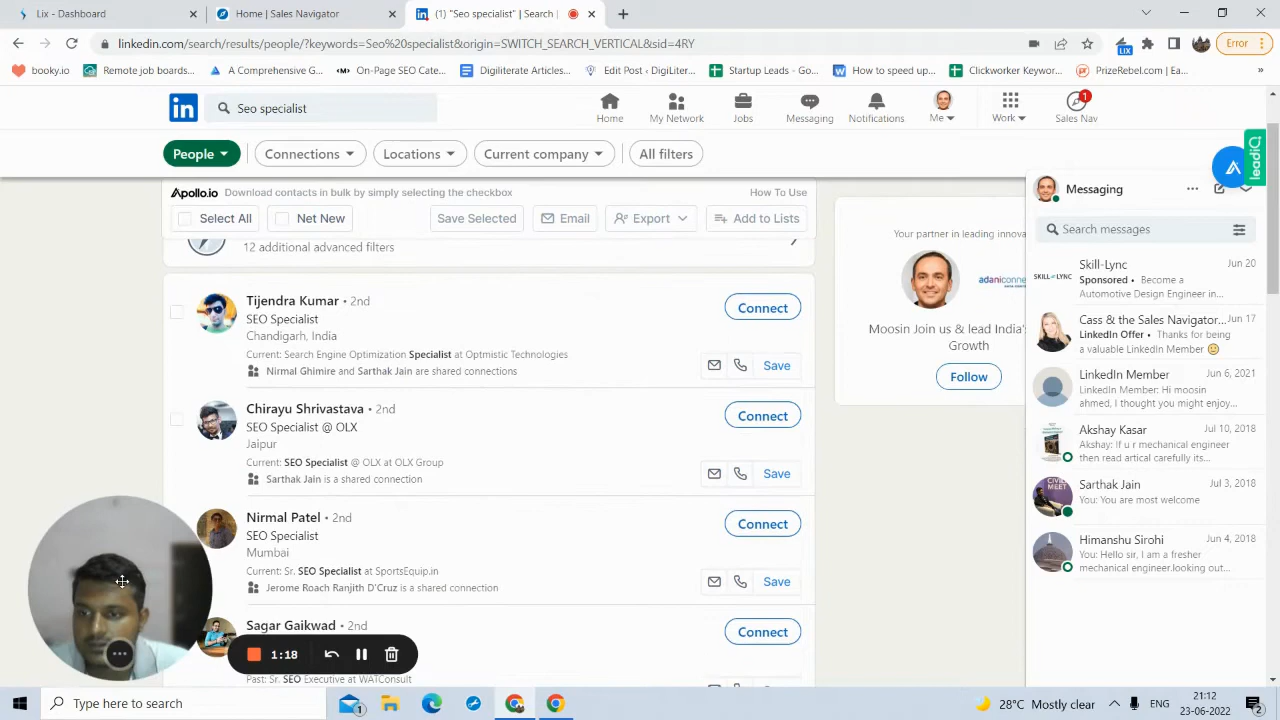 Lix - Dashboard
Home | Sales Navigator
(1) "Seo specialist" | Search |
linkedin.com/search/results/people/?keywords=Seo%20specialist&origin=SWITCH_SEARCH_VERTICAL&sid=4RY
LIX
Error
booky.io
Remote job boards...
A Comprehensive G...
On-Page SEO Cate...
Digiliterate Articles...
Edit Post ‹ DigiLiter...
Startup Leads - Go...
How to speed up...
Clickworker Keywor...
PrizeRebel.com | Ea...
»
in
Seo specialist
Home
My Network
Jobs
Messaging
Notifications
Me
Work
1
Sales Nav
People
Connections
Locations
Current company
All filters
leadiQ
Apollo.io Download contacts in bulk by simply selecting the checkbox
How To Use
Select All
Net New
Save Selected
Email
Export
Add to Lists
12 additional advanced filters
Tijendra Kumar • 2nd
SEO Specialist
Chandigarh, India
Current: Search Engine Optimization Specialist at Optmistic Technologies
Nirmal Ghimire and Sarthak Jain are shared connections
Connect
Save
Chirayu Shrivastava • 2nd
SEO Specialist @ OLX
Jaipur
Current: SEO Specialist @ OLX at OLX Group
Sarthak Jain is a shared connection
Connect
Save
Nirmal Patel • 2nd
SEO Specialist
Mumbai
Current: Sr. SEO Specialist at SportsEquip.in
Jerome Roach Ranjith D'Cruz is a shared connection
Connect
Save
Sagar Gaikwad • 2nd
Connect
Past: Sr. SEO Executive at WATConsult
1:18
Your partner in leading innova
adaniconne
Moosin Join us & lead India's
Growth
Follow
Messaging
Search messages
SKILL-LYNC
Skill-Lync
Jun 20
Sponsored • Become a
Automotive Design Engineer in...
Cass & the Sales Navigator...
Jun 17
LinkedIn Offer • Thanks for being
a valuable Linkedin Member
LinkedIn Member
Jun 6, 2021
LinkedIn Member: Hi moosin
ahmed, I thought you might enjoy...
Akshay Kasar
Jul 10, 2018
Akshay: If u r mechanical engineer
then read artical carefully its...
Sarthak Jain
Jul 3, 2018
You: You are most welcome
Himanshu Sirohi
Jun 4, 2018
You: Hello sir, I am a fresher
mechanical engineer.looking out...
Type here to search
1
28°C Mostly clear
ENG
21:12
23-06-2022
2